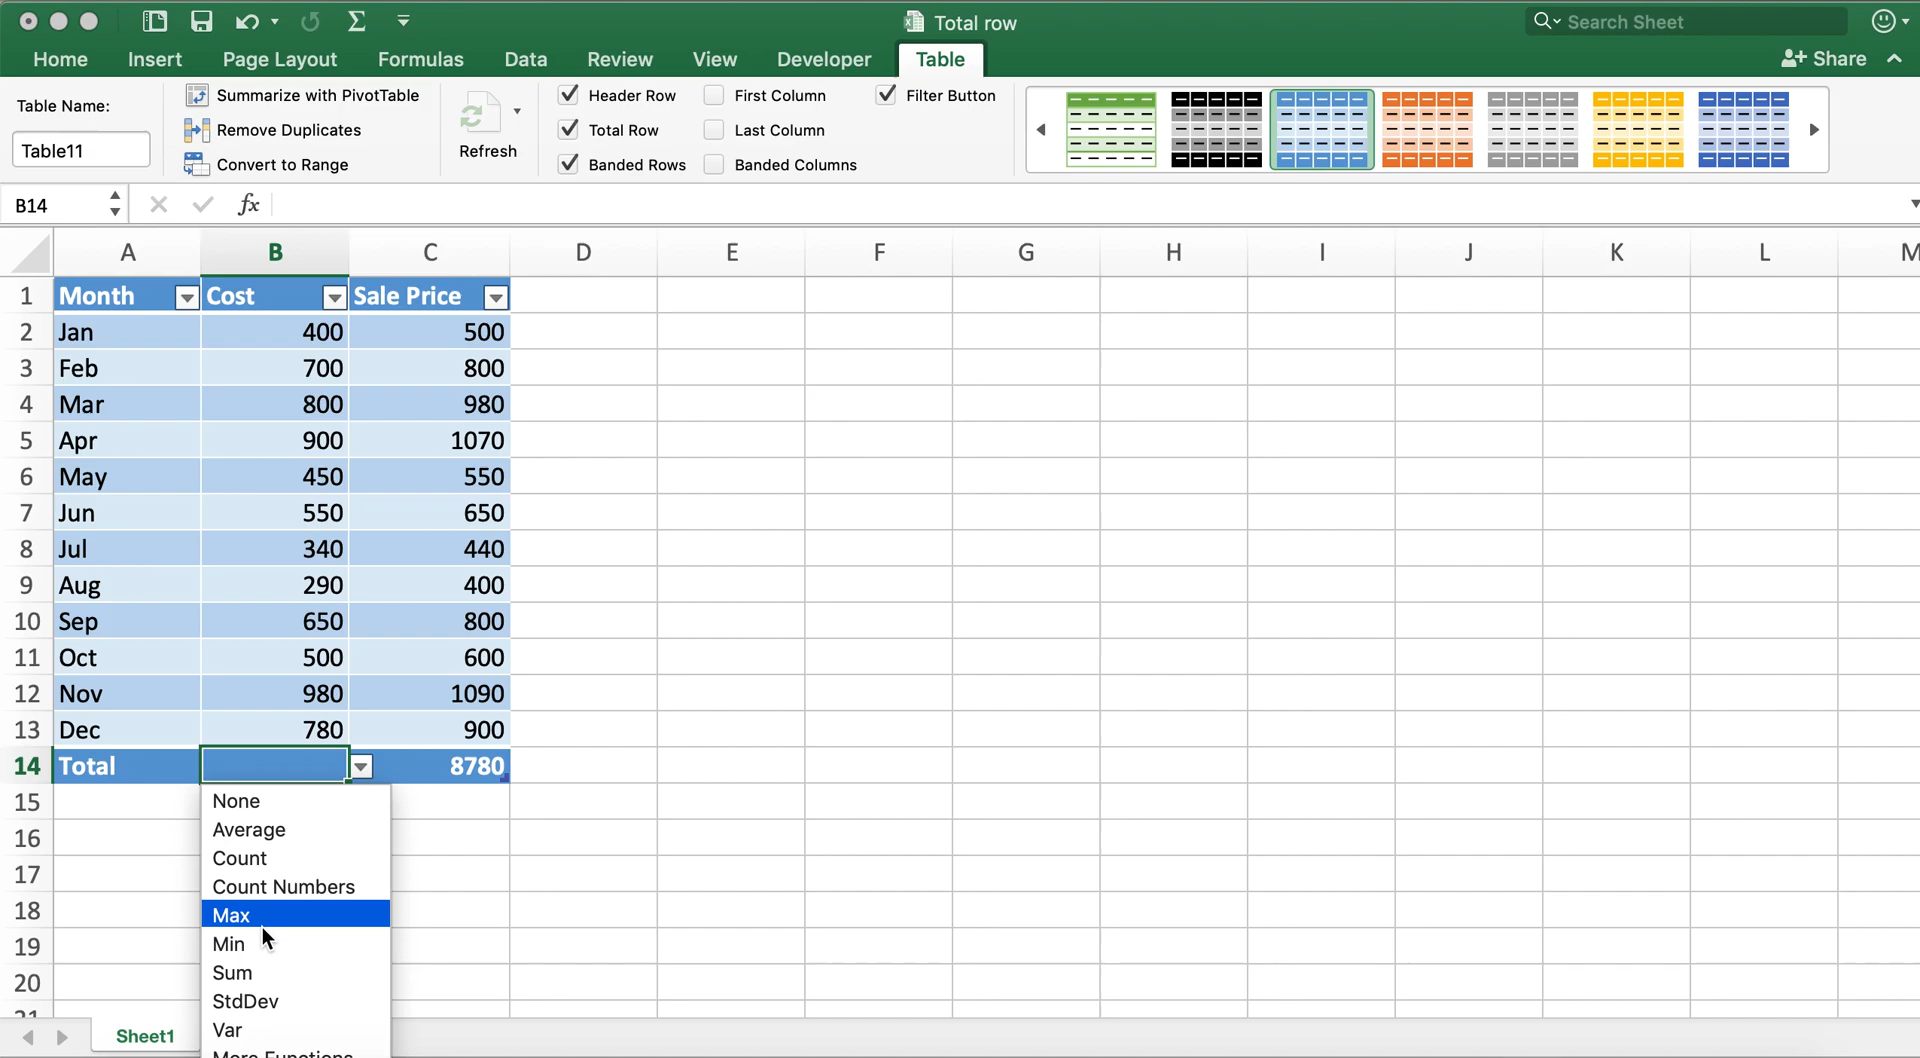 Total row
Search Sheet
Home Insert Page Layout Formulas Data Review View Developer Table Share
Table Name:
Table11
Summarize with PivotTable
Remove Duplicates
Convert to Range
Refresh
Header Row First Column Filter Button
Total Row Last Column
Banded Rows Banded Columns
B14 fx
A B C D E F G H I J K L M
1 Month Cost Sale Price
2 Jan 400 500
3 Feb 700 800
4 Mar 800 980
5 Apr 900 1070
6 May 450 550
7 Jun 550 650
8 Jul 340 440
9 Aug 290 400
10 Sep 650 800
11 Oct 500 600
12 Nov 980 1090
13 Dec 780 900
14 Total 8780
15
16
17
18
19
20
21
None
Average
Count
Count Numbers
Max
Min
Sum
StdDev
Var
More Functions
Sheet1